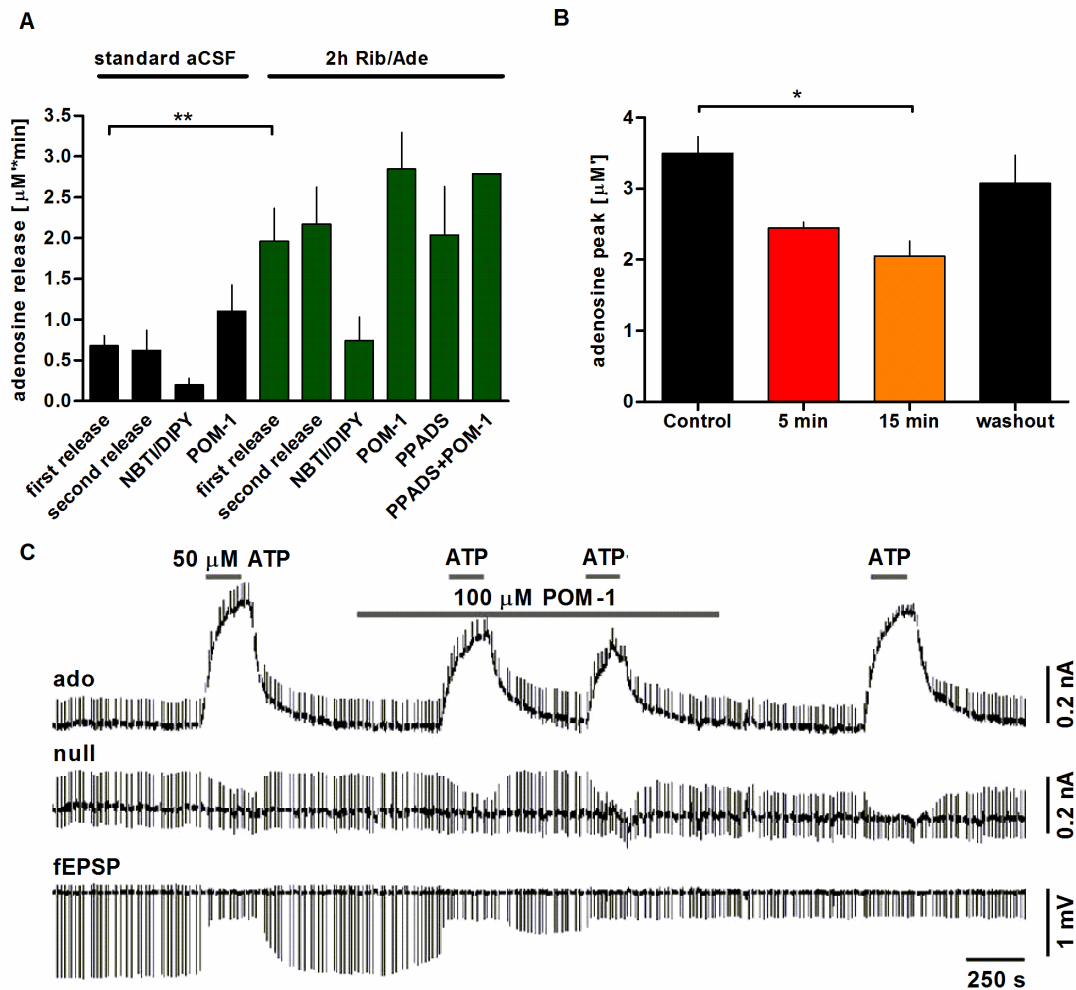 A
standard aCSF 2h Rib/Ade
**
adenosine release [ µM'*min]
3.5
3.0
2.5
2.0
1.5
1.0
0.5
0.0
first release
second release
NBTI/DIPY
POM-1
first release
second release
NBTI/DIPY
POM-1
PPADS
PPADS+POM-1
B
*
adenosine peak [µM']
4
3
2
1
0
Control 5 min 15 min washout
C
50 µM ATP ATP ATP ATP
100 µM POM-1
ado
0.2 nA
null
0.2 nA
fEPSP
1 mV
250 s